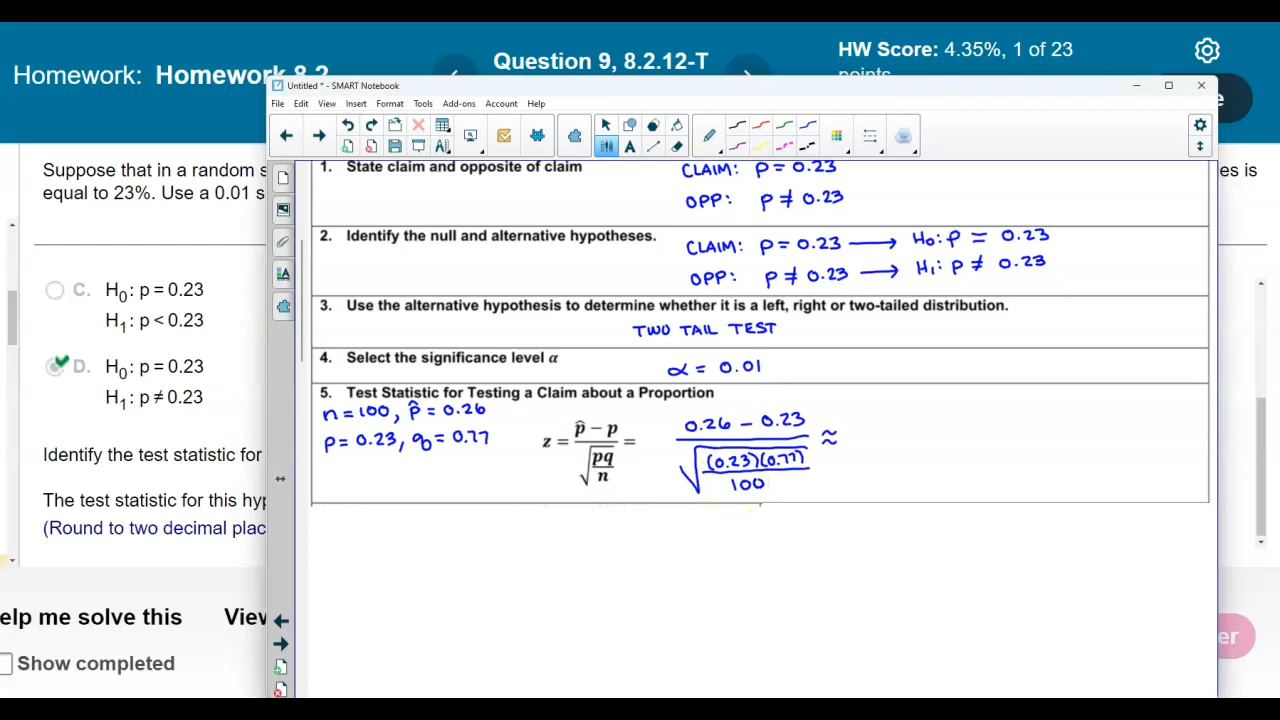 Homework: Homework 8.2
Question 9, 8.2.12-T
HW Score: 4.35%, 1 of 23
points
Untitled * - SMART Notebook
File Edit View Insert Format Tools Add-ons Account Help
Suppose that in a random s
es is
equal to 23%. Use a 0.01 s
C. H0: p = 0.23
H1: p < 0.23
D. H0: p = 0.23
H1: p ≠ 0.23
Identify the test statistic for
The test statistic for this hyp
(Round to two decimal plac
elp me solve this
View
er
Show completed
1. State claim and opposite of claim
CLAIM: p = 0.23
OPP: p ≠ 0.23
2. Identify the null and alternative hypotheses.
CLAIM: p = 0.23 → H0: p = 0.23
OPP: p ≠ 0.23 → H1: p ≠ 0.23
3. Use the alternative hypothesis to determine whether it is a left, right or two-tailed distribution.
TWO TAIL TEST
4. Select the significance level α
α = 0.01
5. Test Statistic for Testing a Claim about a Proportion
n = 100, p̂ = 0.26
p = 0.23, q = 0.77
z = (p̂ − p) / √(pq/n) = (0.26 − 0.23) / √((0.23)(0.77)/100) ≈